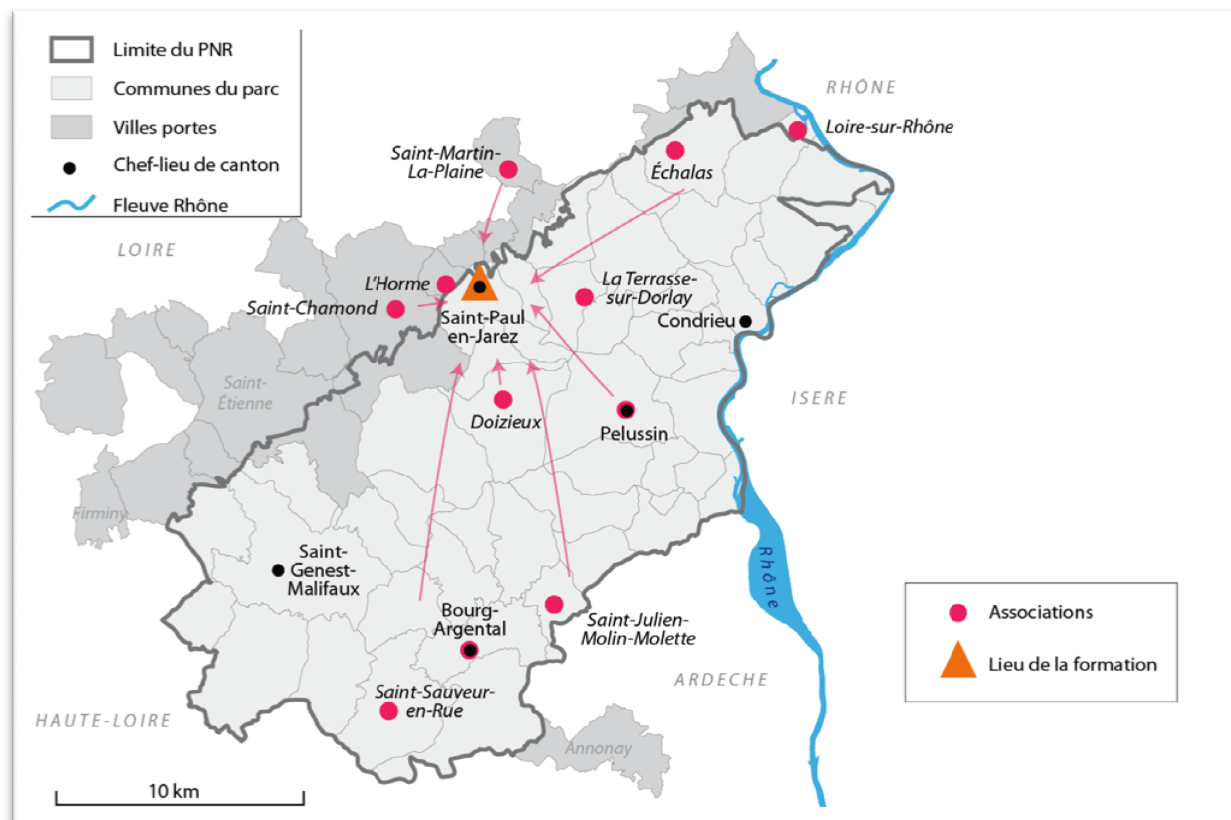 Limite du PNR
Communes du parc
Villes portes
Chef-lieu de canton
Fleuve Rhône
RHÔNE
Loire-sur-Rhône
Saint-Martin-
La-Plaine
Échalas
LOIRE
L'Horme
Saint-Chamond
La Terrasse-
sur-Dorlay
Saint-Paul
en-Jarez
Condrieu
Saint-
Étienne
ISERE
Doizieux
Pelussin
Firminy
Saint-
Genest-
Malifaux
Rhône
Bourg-
Argental
Saint-Julien-
Molin-Molette
Associations
Lieu de la formation
ARDECHE
Saint-Sauveur-
en-Rue
HAUTE-LOIRE
Annonay
10 km